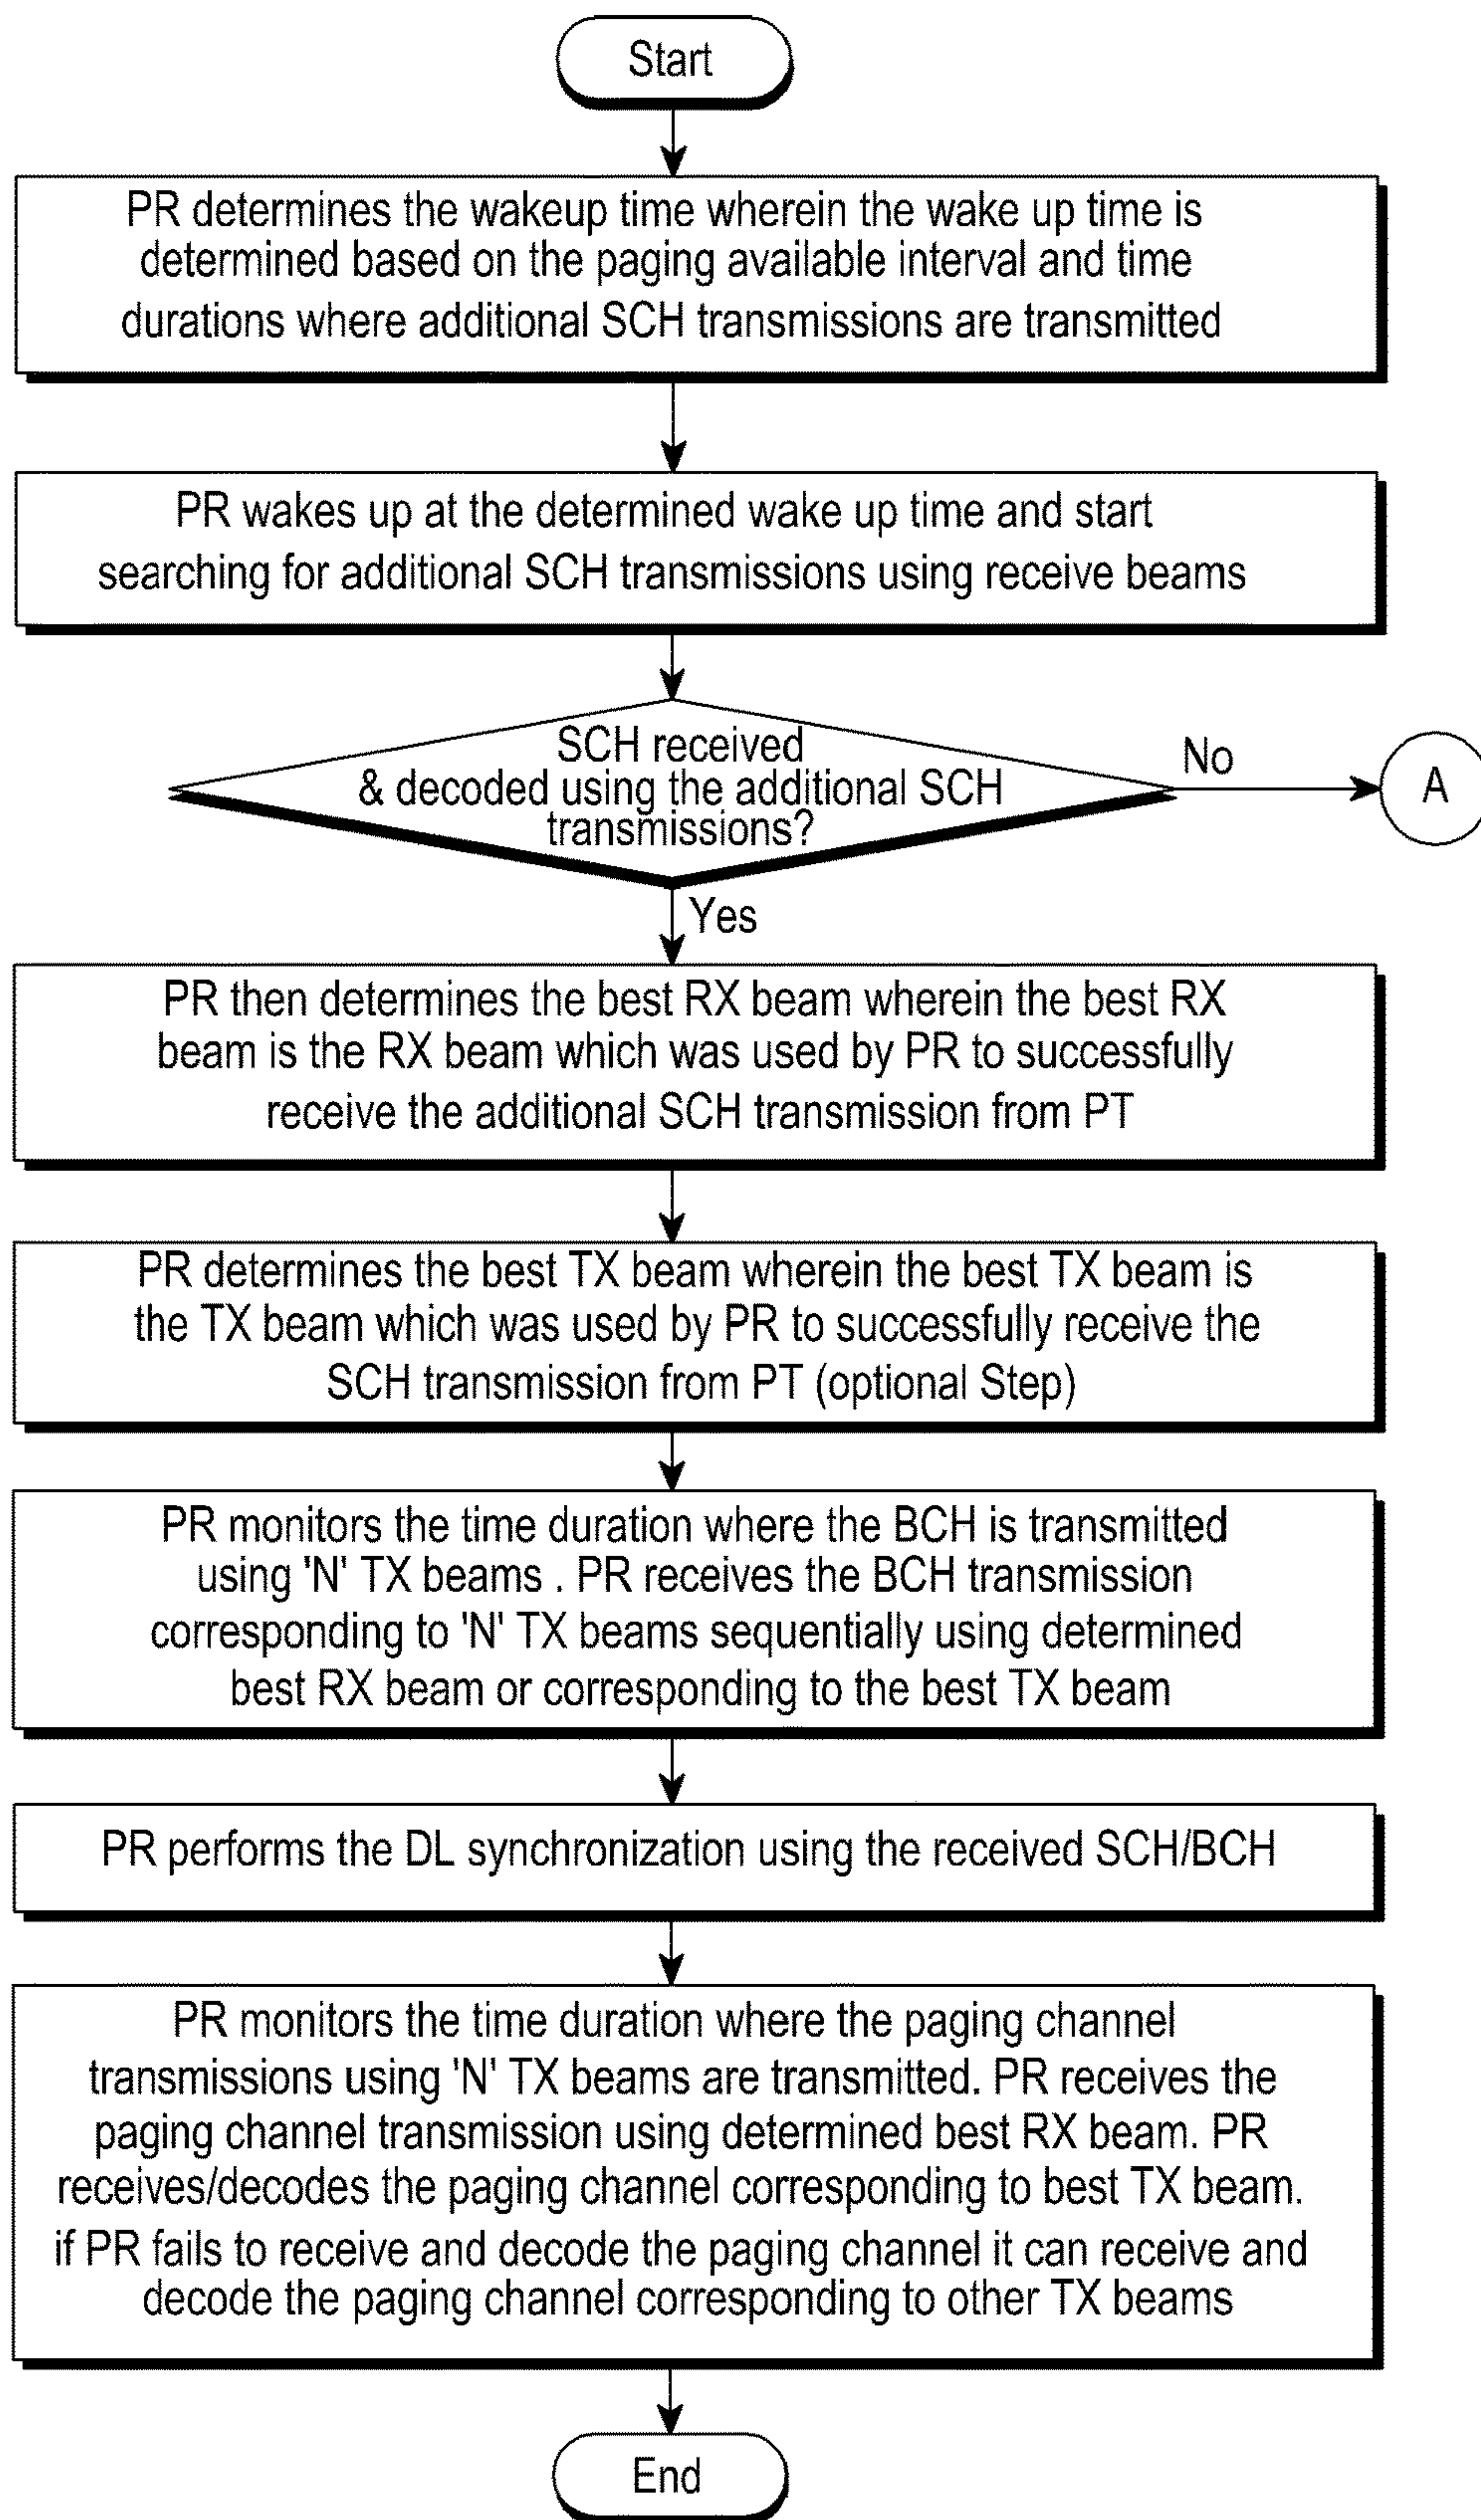 Start
PR determines the wakeup time wherein the wake up time is
determined based on the paging available interval and time
durations where additional SCH transmissions are transmitted
PR wakes up at the determined wake up time and start
searching for additional SCH transmissions using receive beams
SCH received
& decoded using the additional SCH
transmissions?
No
A
Yes
PR then determines the best RX beam wherein the best RX
beam is the RX beam which was used by PR to successfully
receive the additional SCH transmission from PT
PR determines the best TX beam wherein the best TX beam is
the TX beam which was used by PR to successfully receive the
SCH transmission from PT (optional Step)
PR monitors the time duration where the BCH is transmitted
using 'N' TX beams . PR receives the BCH transmission
corresponding to 'N' TX beams sequentially using determined
best RX beam or corresponding to the best TX beam
PR performs the DL synchronization using the received SCH/BCH
PR monitors the time duration where the paging channel
transmissions using 'N' TX beams are transmitted. PR receives the
paging channel transmission using determined best RX beam. PR
receives/decodes the paging channel corresponding to best TX beam.
if PR fails to receive and decode the paging channel it can receive and
decode the paging channel corresponding to other TX beams
End